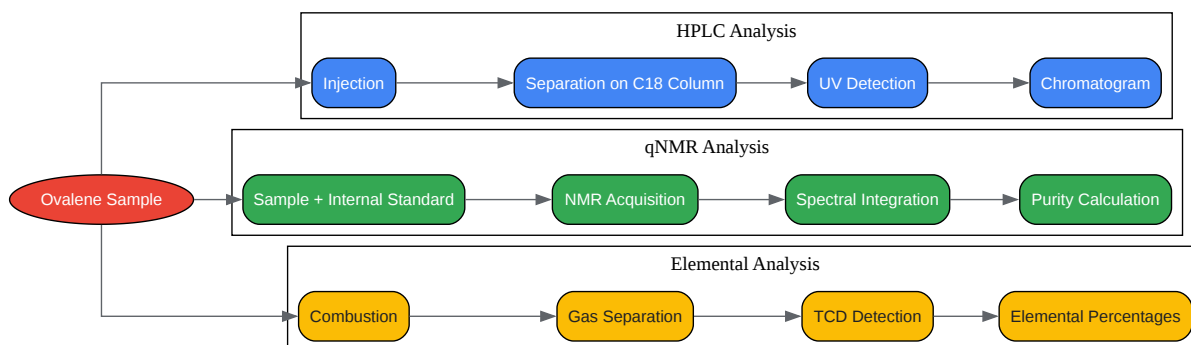 HPLC Analysis
Injection
Separation on C18 Column
UV Detection
Chromatogram
qNMR Analysis
Ovalene Sample
Sample + Internal Standard
NMR Acquisition
Spectral Integration
Purity Calculation
Elemental Analysis
Combustion
Gas Separation
TCD Detection
Elemental Percentages